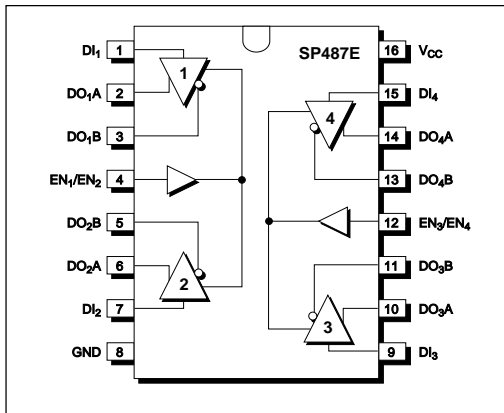 SP487E
DI₁ 1
DO₁A 2
DO₁B 3
EN₁/EN₂ 4
DO₂B 5
DO₂A 6
DI₂ 7
GND 8
1
2
4
3
16 V_CC
15 DI₄
14 DO₄A
13 DO₄B
12 EN₃/EN₄
11 DO₃B
10 DO₃A
9 DI₃